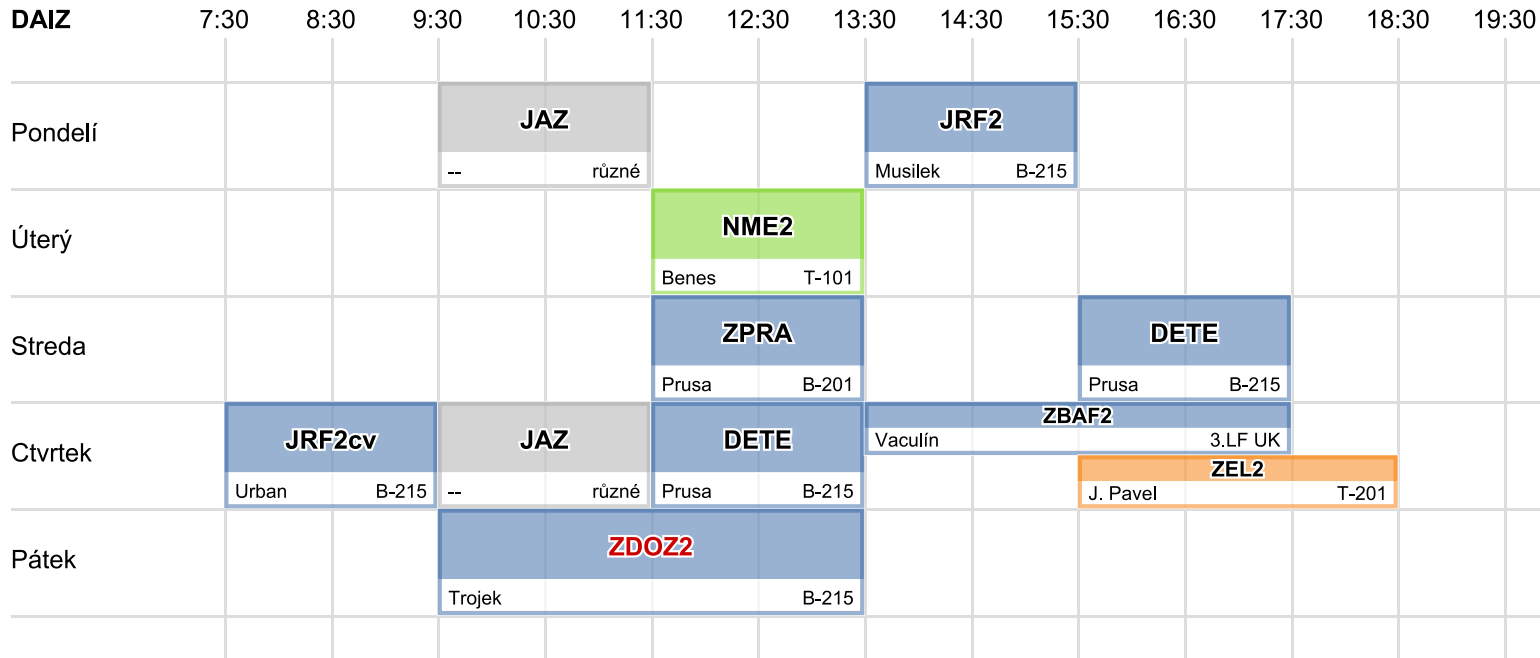 DAIZ 7:30 8:30 9:30 10:30 11:30 12:30 13:30 14:30 15:30 16:30 17:30 18:30 19:30
Pondelí
JAZ
-- různé
JRF2
Musilek B-215
Úterý
NME2
Benes T-101
Streda
ZPRA
Prusa B-201
DETE
Prusa B-215
Ctvrtek
JRF2cv
Urban B-215
JAZ
-- různé
DETE
Prusa B-215
ZBAF2
Vaculín 3.LF UK
ZEL2
J. Pavel T-201
Pátek
ZDOZ2
Trojek B-215